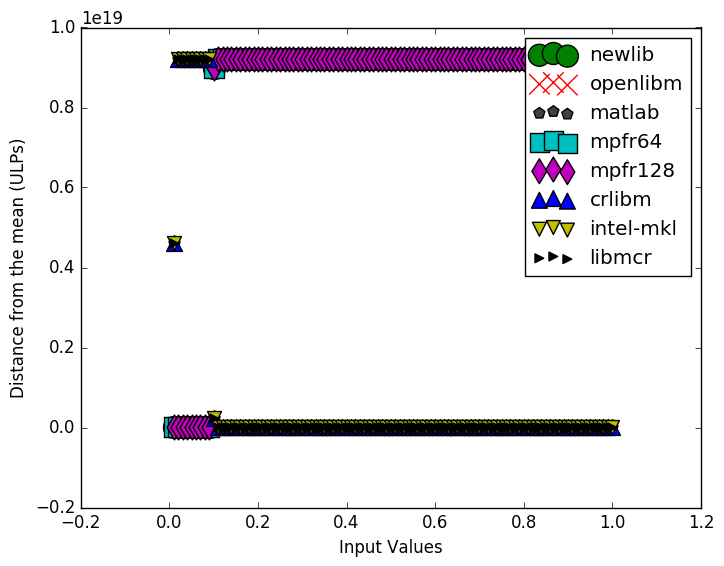 1e19
1.0
0.8
0.6
0.4
0.2
0.0
−0.2
Distance from the mean (ULPs)
newlib
openlibm
matlab
mpfr64
mpfr128
crlibm
intel-mkl
libmcr
−0.2 0.0 0.2 0.4 0.6 0.8 1.0 1.2
Input Values